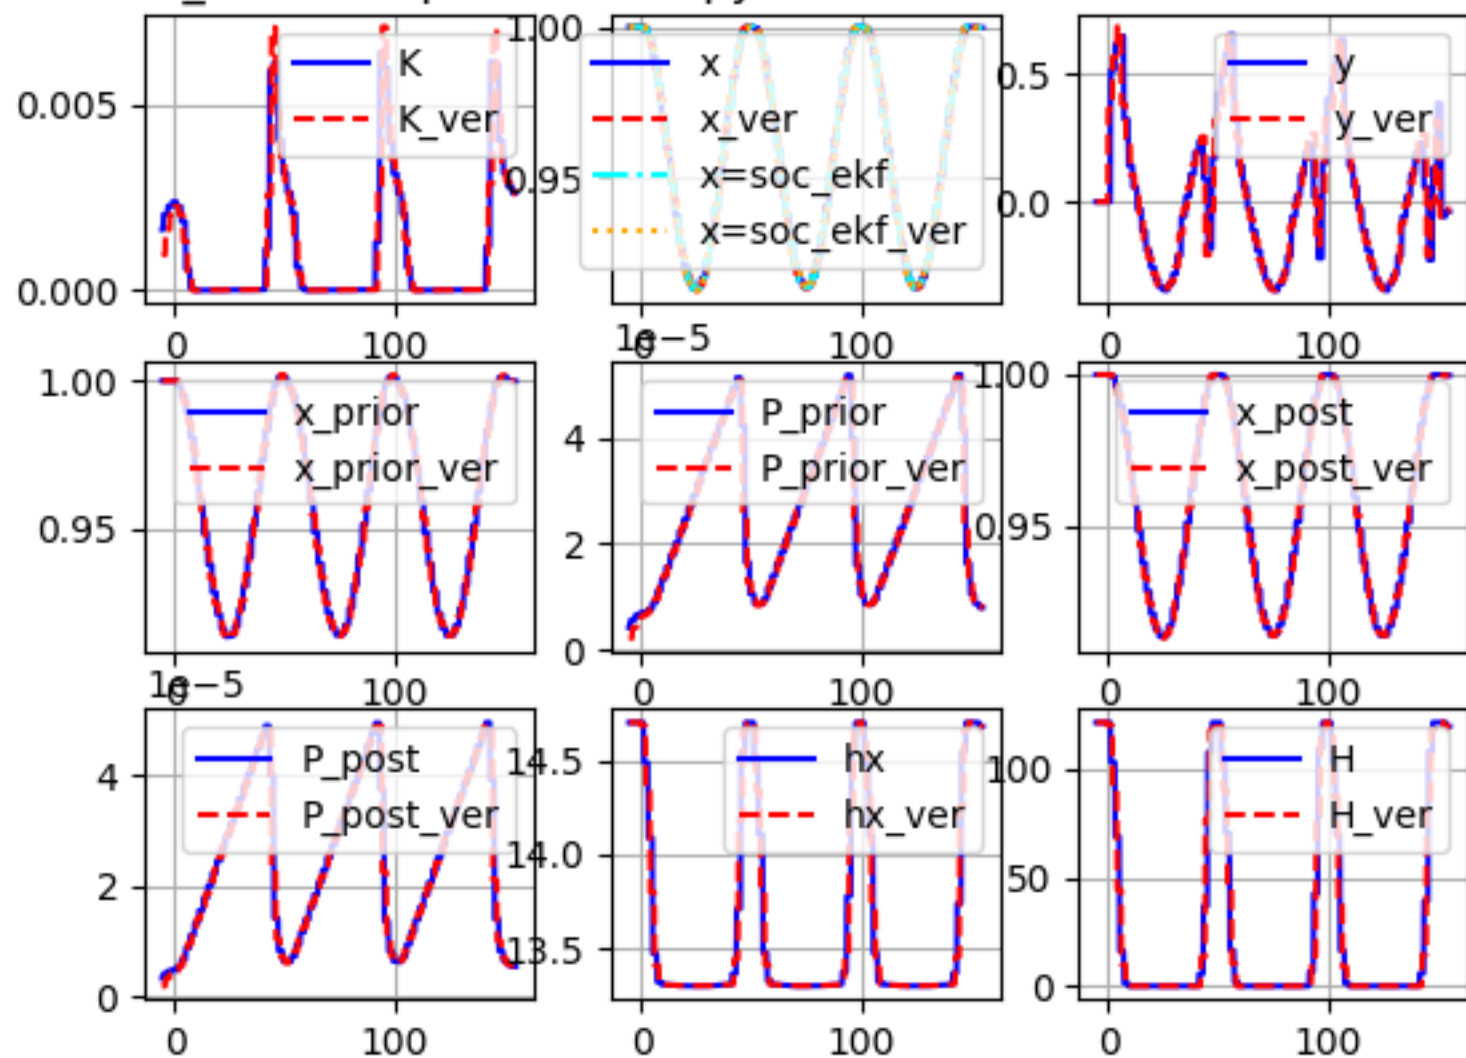 K
K_ver
0.005
0.000
0
100
1.00
0.95
x
x_ver
x=soc_ekf
x=soc_ekf_ver
0
100
0.5
0.0
y
y_ver
0
100
1.00
0.95
x_prior
x_prior_ver
0
100
1e−5
4
2
0
P_prior
P_prior_ver
0
100
1.00
0.95
x_post
x_post_ver
0
100
1e−5
4
2
0
P_post
P_post_ver
0
100
14.5
14.0
13.5
hx
hx_ver
0
100
100
50
0
H
H_ver
0
100